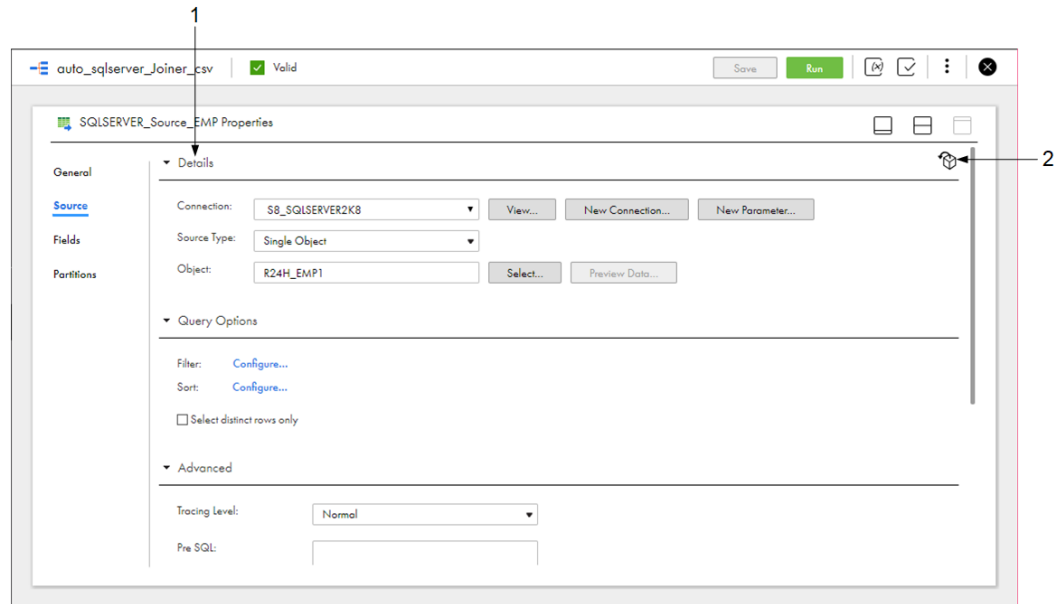 1
auto_sqlserver_Joiner_csv Valid Save Run
SQLSERVER_Source_EMP Properties
Details 2
General
Connection: S8_SQLSERVER2K8 View... New Connection... New Parameter...
Source
Source Type: Single Object
Fields
Object: R24H_EMP1 Select... Preview Data...
Partitions
Query Options
Filter: Configure...
Sort: Configure...
Select distinct rows only
Advanced
Tracing Level: Normal
Pre SQL: